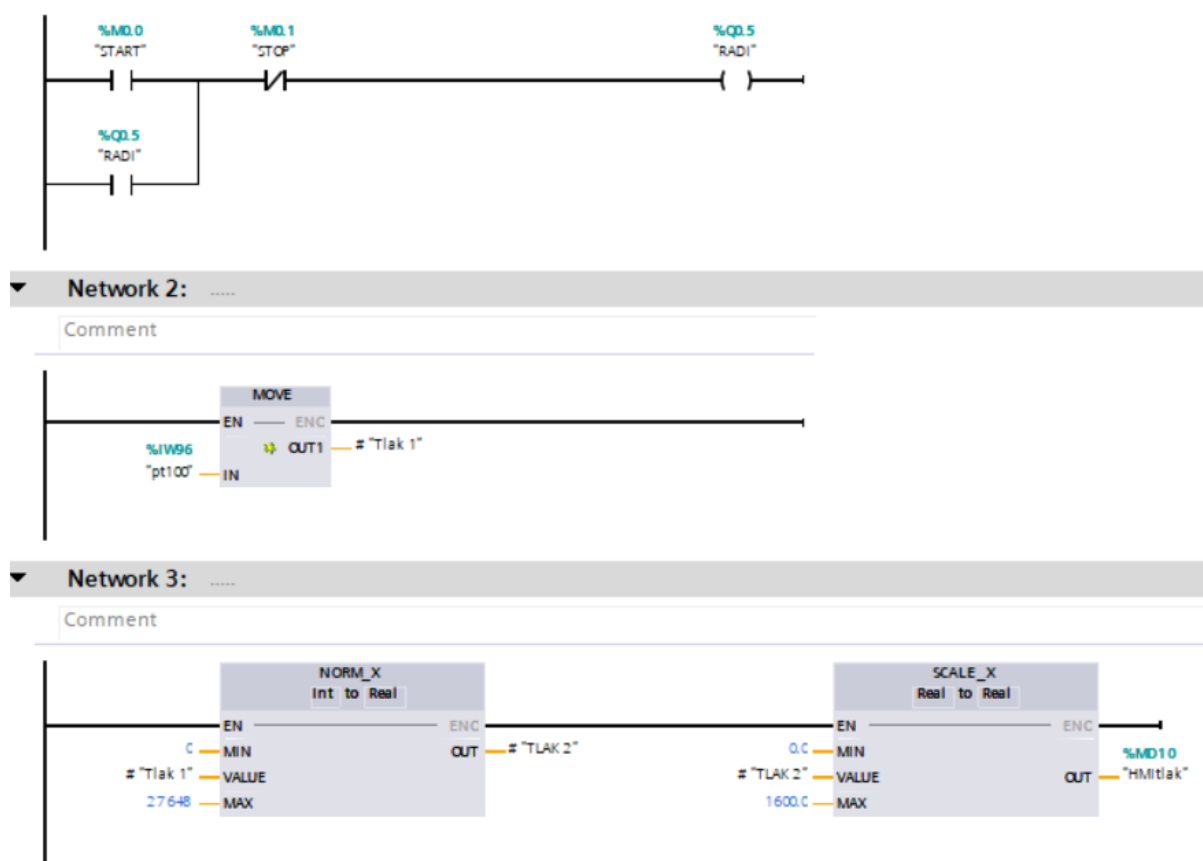 %M0.0 %M0.1 %Q0.5
"START" "STOP" "RADI"
%Q0.5
"RADI"
Network 2: .....
Comment
MOVE
EN ENO
%IW96 OUT1 # "Tlak 1"
"pt100" IN
Network 3: .....
Comment
NORM_X SCALE_X
Int to Real Real to Real
EN ENO EN ENO
0 MIN OUT # "TLAK 2" 0.0 MIN %MD10
# "Tlak 1" VALUE # "TLAK 2" VALUE OUT "HMItlak"
27648 MAX 1600.0 MAX